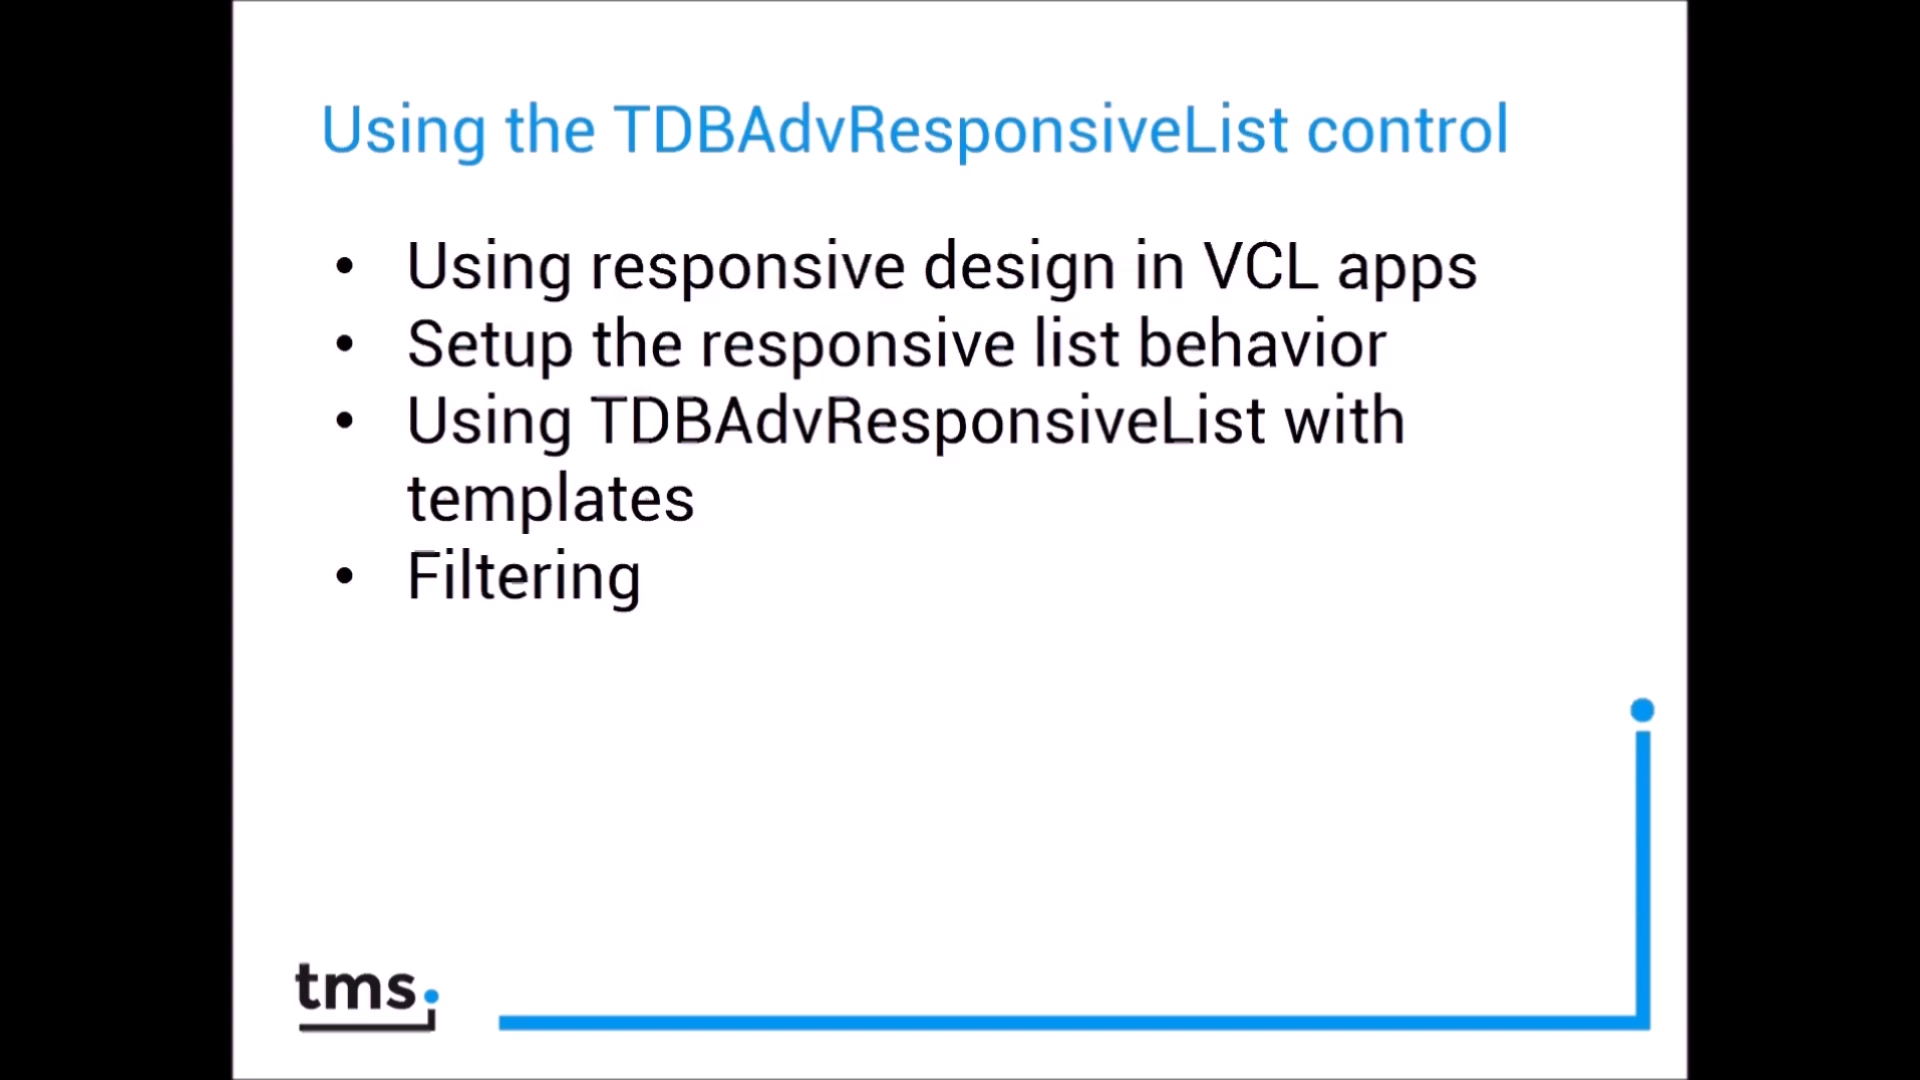 Using the TDBAdvResponsiveList control
• Using responsive design in VCL apps
• Setup the responsive list behavior
• Using TDBAdvResponsiveList with
templates
• Filtering
tms